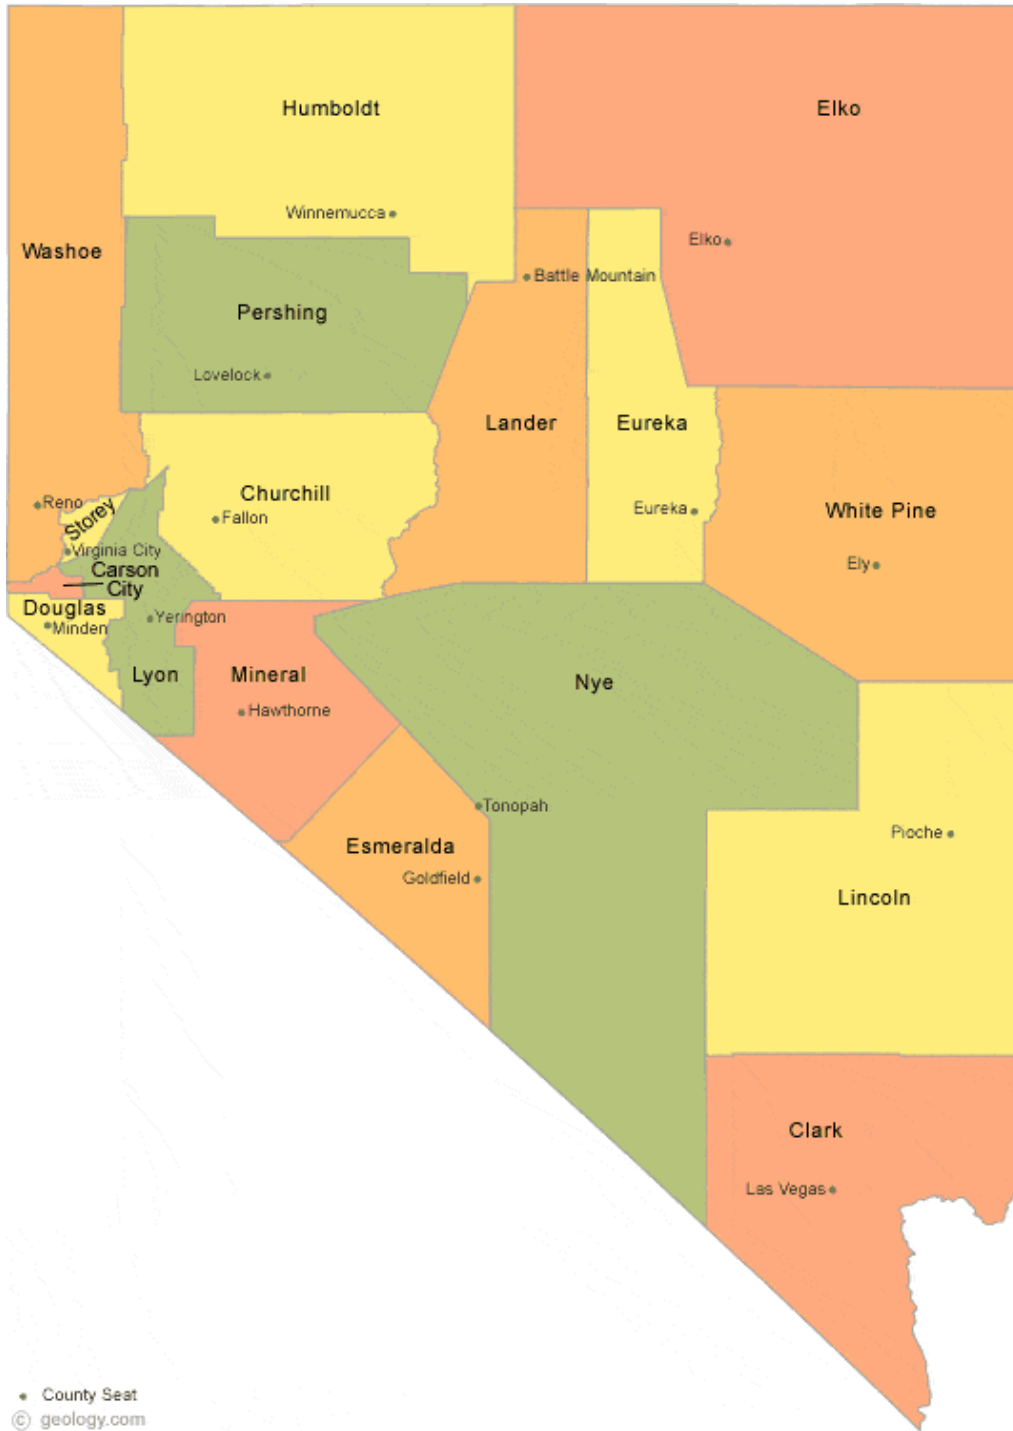 Humboldt
Elko
Winnemucca
Washoe
Elko
Battle Mountain
Pershing
Lovelock
Lander
Eureka
Churchill
Reno
Storey
Fallon
Eureka
White Pine
Virginia City
Carson
City
Ely
Douglas
Minden
Yerington
Lyon
Mineral
Nye
Hawthorne
Tonopah
Esmeralda
Pioche
Goldfield
Lincoln
Clark
Las Vegas
County Seat
© geology.com